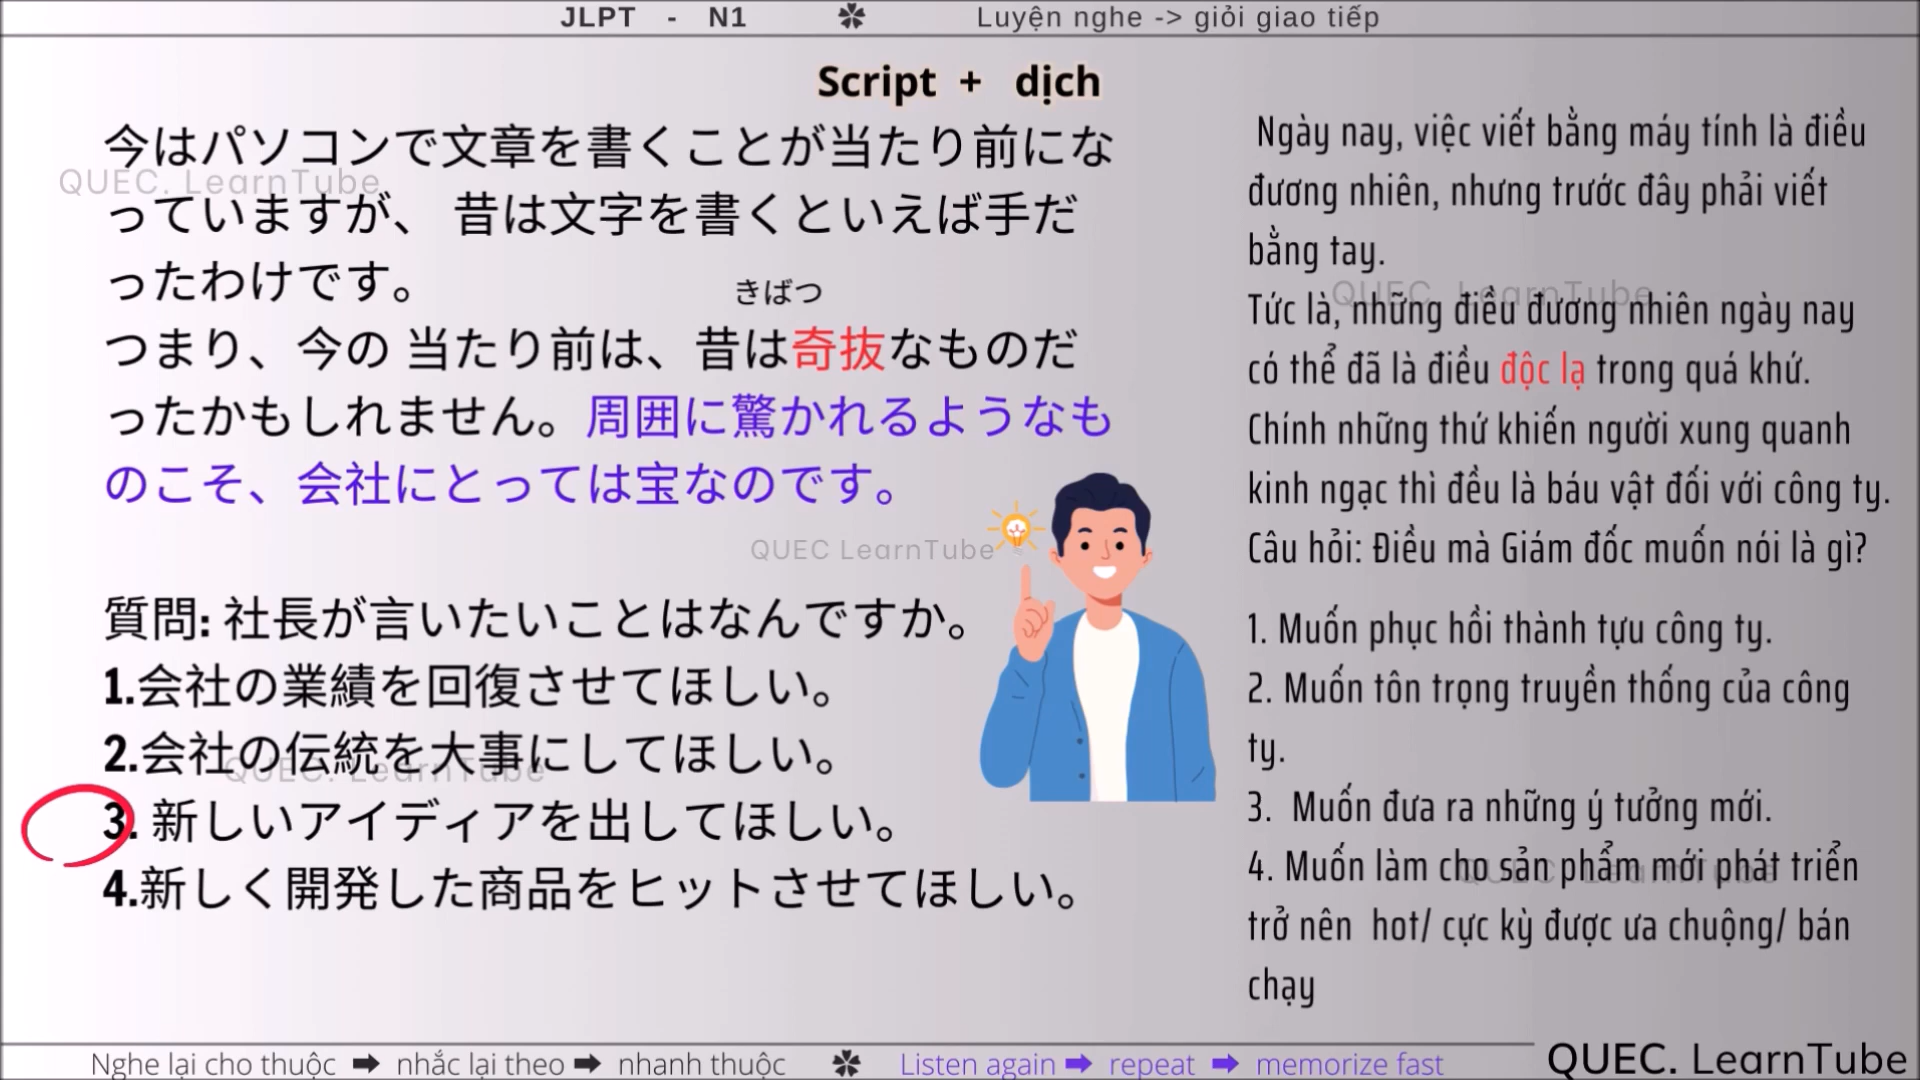 JLPT - N1 ✽ Luyện nghe -> giỏi giao tiếp
Script + dịch
今はパソコンで文章を書くことが当たり前にな
っていますが、 昔は文字を書くといえば手だ
ったわけです。
きばつ
つまり、今の 当たり前は、昔は奇抜なものだ
ったかもしれません。周囲に驚かれるようなも
のこそ、会社にとっては宝なのです。
質問: 社長が言いたいことはなんですか。
1.会社の業績を回復させてほしい。
2.会社の伝統を大事にしてほしい。
3. 新しいアイディアを出してほしい。
4.新しく開発した商品をヒットさせてほしい。
Ngày nay, việc viết bằng máy tính là điều
đương nhiên, nhưng trước đây phải viết
bằng tay.
Tức là, những điều đương nhiên ngày nay
có thể đã là điều độc lạ trong quá khứ.
Chính những thứ khiến người xung quanh
kinh ngạc thì đều là báu vật đối với công ty.
Câu hỏi: Điều mà Giám đốc muốn nói là gì?
1. Muốn phục hồi thành tựu công ty.
2. Muốn tôn trọng truyền thống của công
ty.
3. Muốn đưa ra những ý tưởng mới.
4. Muốn làm cho sản phẩm mới phát triển
trở nên hot/ cực kỳ được ưa chuộng/ bán
chạy
QUEC. LearnTube
QUEC. LearnTube
QUEC LearnTube
QUEC. LearnTube
QUEC. LearnTube
Nghe lại cho thuộc ➡ nhắc lại theo ➡ nhanh thuộc ✽ Listen again ➡ repeat ➡ memorize fast
QUEC. LearnTube